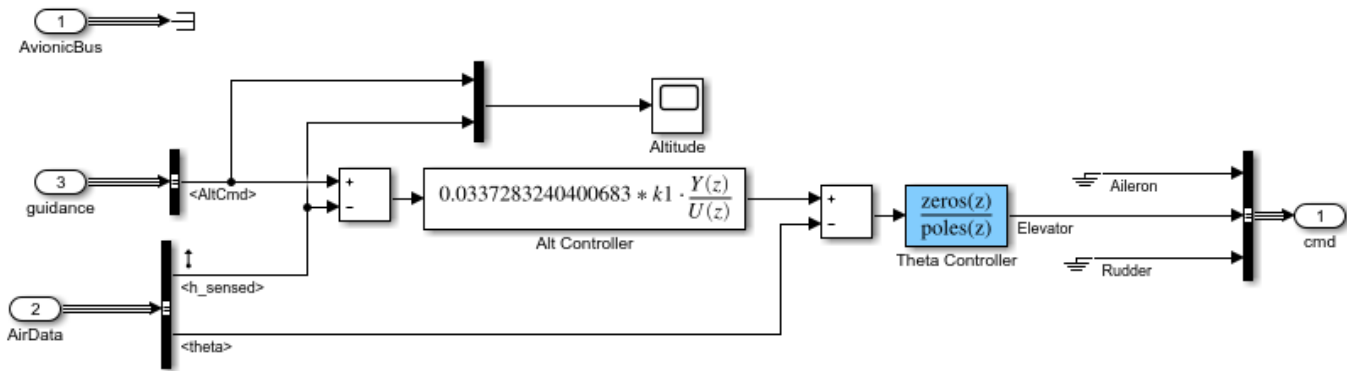 1
AvionicBus
Altitude
3
guidance
<AltCmd>
+
−
0.0337283240400683 * k1 · Y(z)
U(z)
Alt Controller
+
−
zeros(z)
poles(z)
Theta Controller
Elevator
Aileron
Rudder
1
cmd
<h_sensed>
2
AirData
<theta>